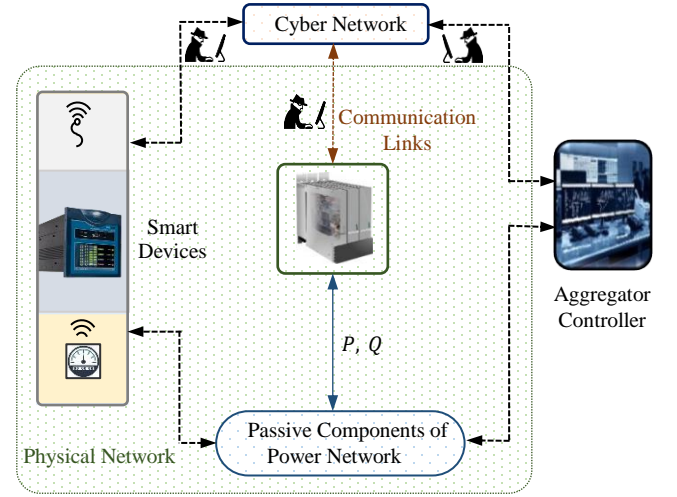 Cyber Network
Communication
Links
Smart
Devices
Aggregator
Controller
P, Q
Passive Components of
Power Network
Physical Network